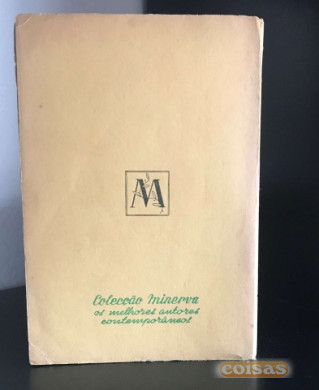 M
Colecção Minerva
os melhores autores
contemporâneos
coisas